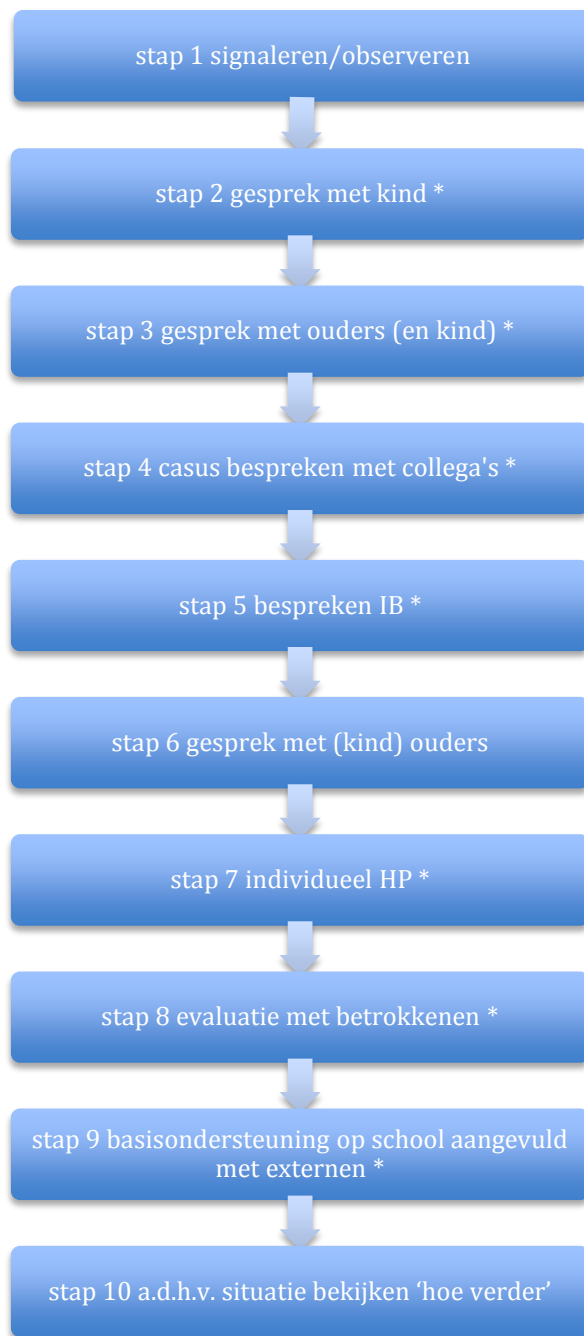 stap 1 signaleren/observeren
stap 2 gesprek met kind *
stap 3 gesprek met ouders (en kind) *
stap 4 casus bespreken met collega's *
stap 5 bespreken IB *
stap 6 gesprek met (kind) ouders
stap 7 individueel HP *
stap 8 evaluatie met betrokkenen *
stap 9 basisondersteuning op school aangevuld
met externen *
stap 10 a.d.h.v. situatie bekijken ‘hoe verder’